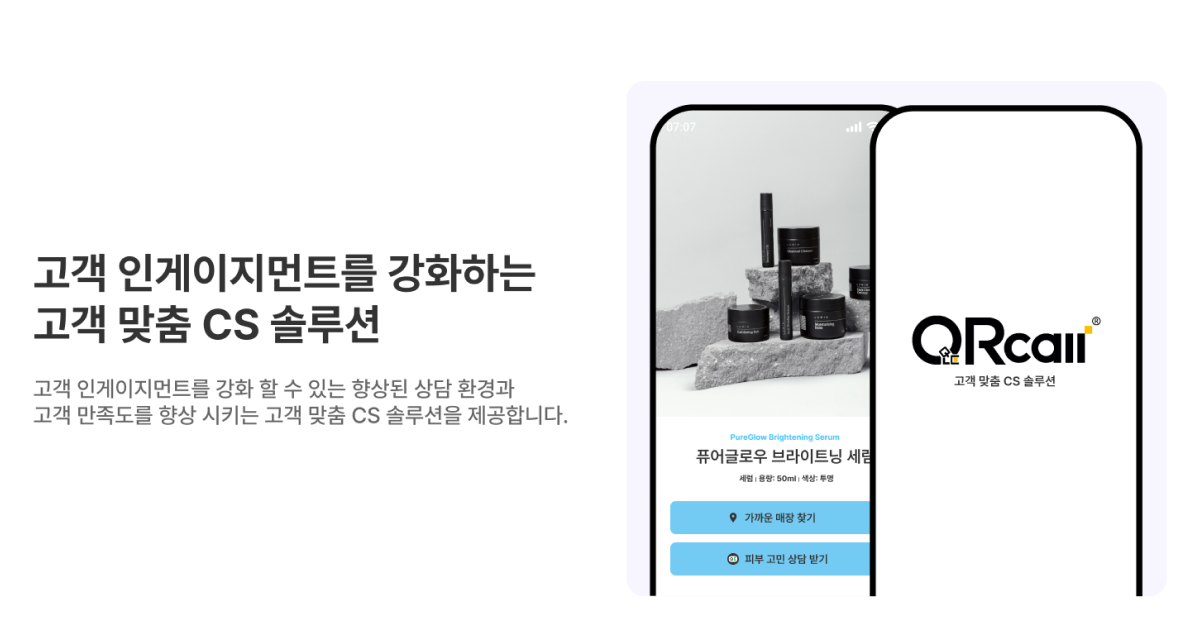 고객 인게이지먼트를 강화하는
고객 맞춤 CS 솔루션
고객 인게이지먼트를 강화 할 수 있는 향상된 상담 환경과
고객 만족도를 향상 시키는 고객 맞춤 CS 솔루션을 제공합니다.
07:07
PureGlow Brightening Serum
퓨어글로우 브라이트닝 세럼
세럼 | 용량: 50ml | 색상: 투명
가까운 매장 찾기
피부 고민 상담 받기
QRcall®
고객 맞춤 CS 솔루션